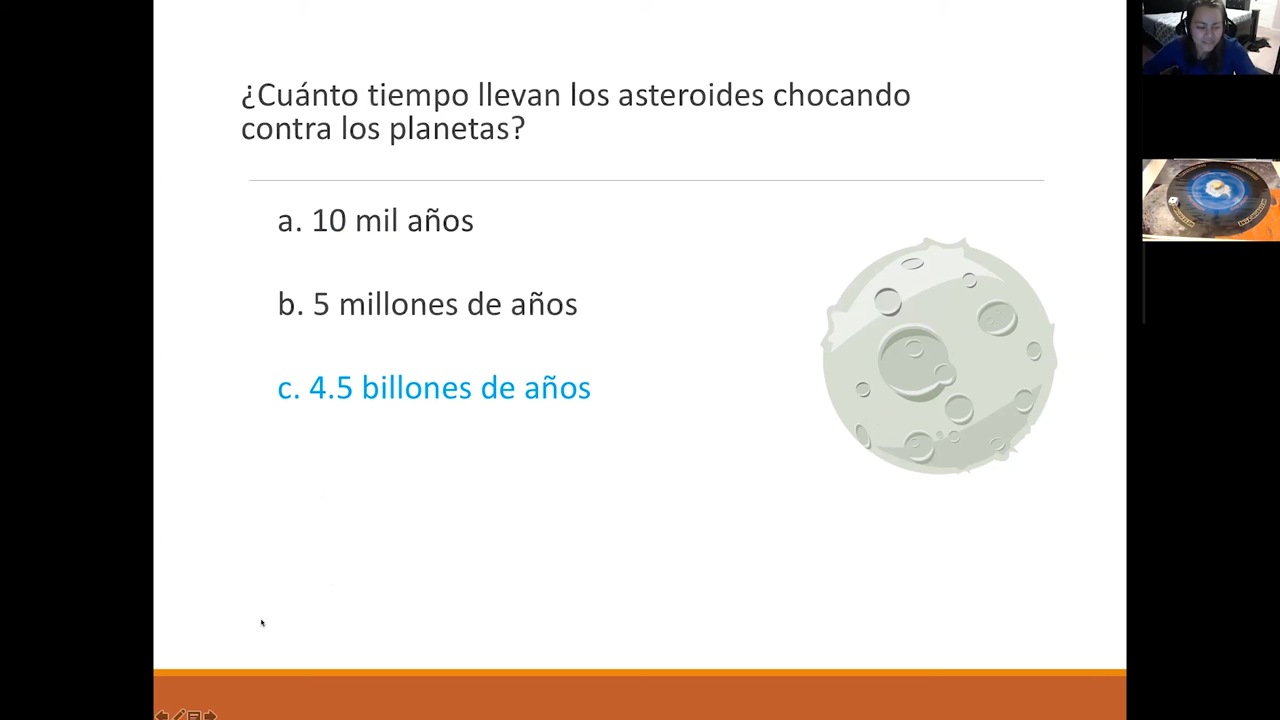 ¿Cuánto tiempo llevan los asteroides chocando
contra los planetas?
a. 10 mil años
b. 5 millones de años
c. 4.5 billones de años